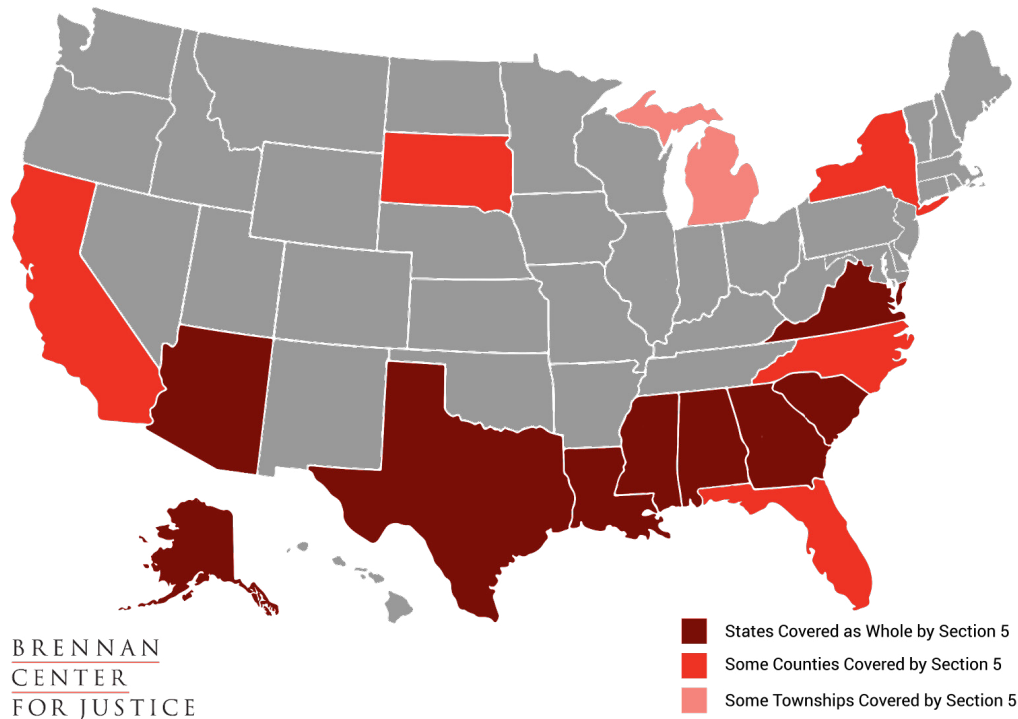 States Covered as Whole by Section 5
Some Counties Covered by Section 5
Some Townships Covered by Section 5
BRENNAN
CENTER
FOR JUSTICE